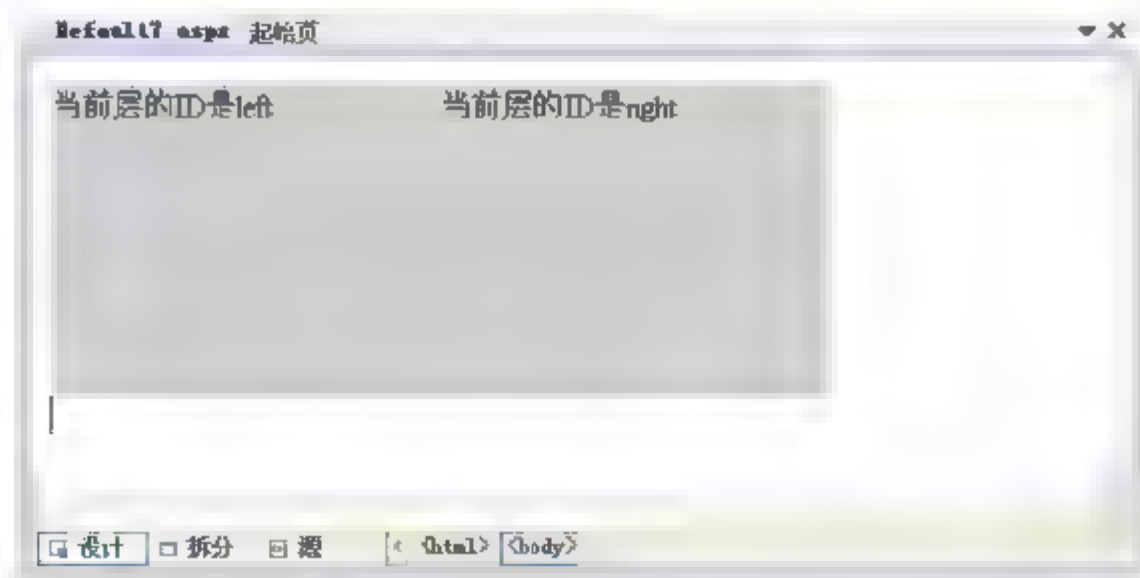 Default7.aspx 起始页
当前层的ID是left 当前层的ID是right
设计 拆分 源 <html> <body>